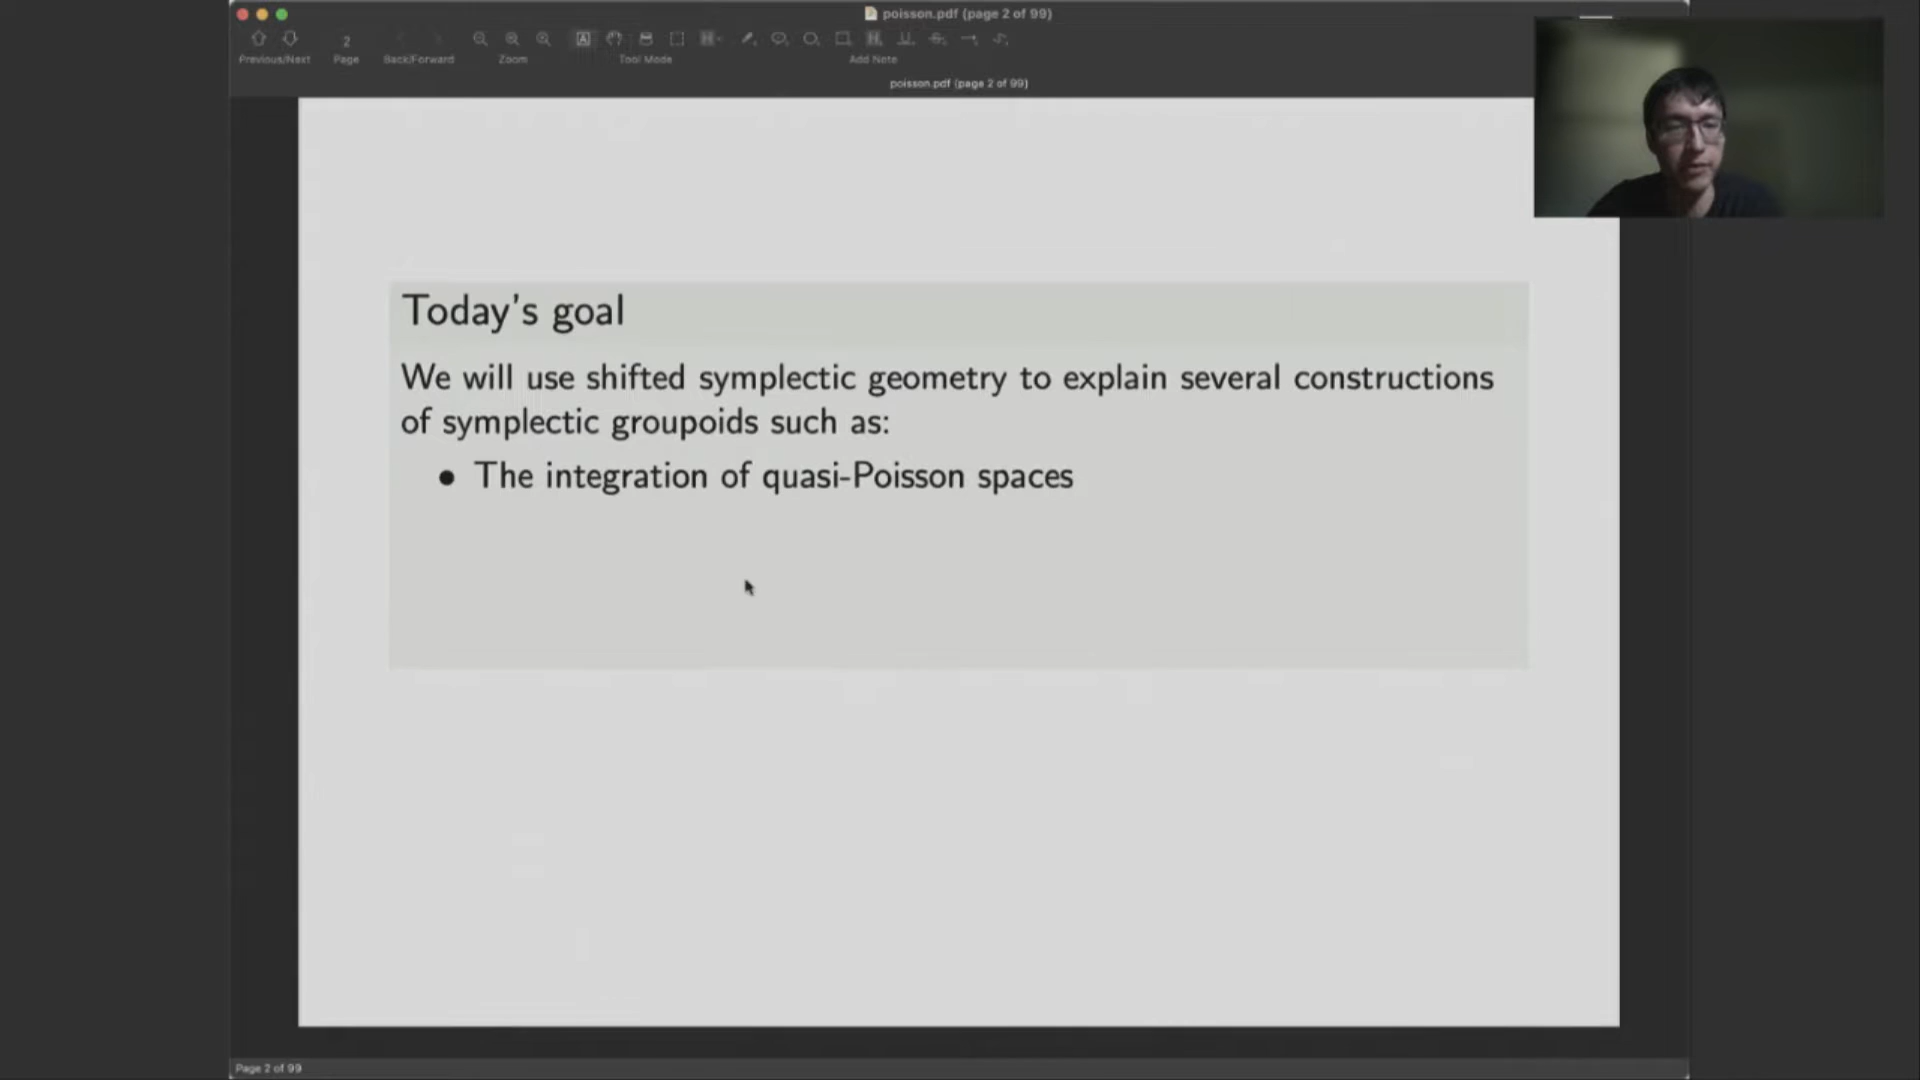 poisson.pdf (page 2 of 99)
2
Previous/Next
Page
Back/Forward
Zoom
Tool Mode
Add Note
poisson.pdf (page 2 of 99)
Today's goal
We will use shifted symplectic geometry to explain several constructions
of symplectic groupoids such as:
• The integration of quasi-Poisson spaces
Page 2 of 99